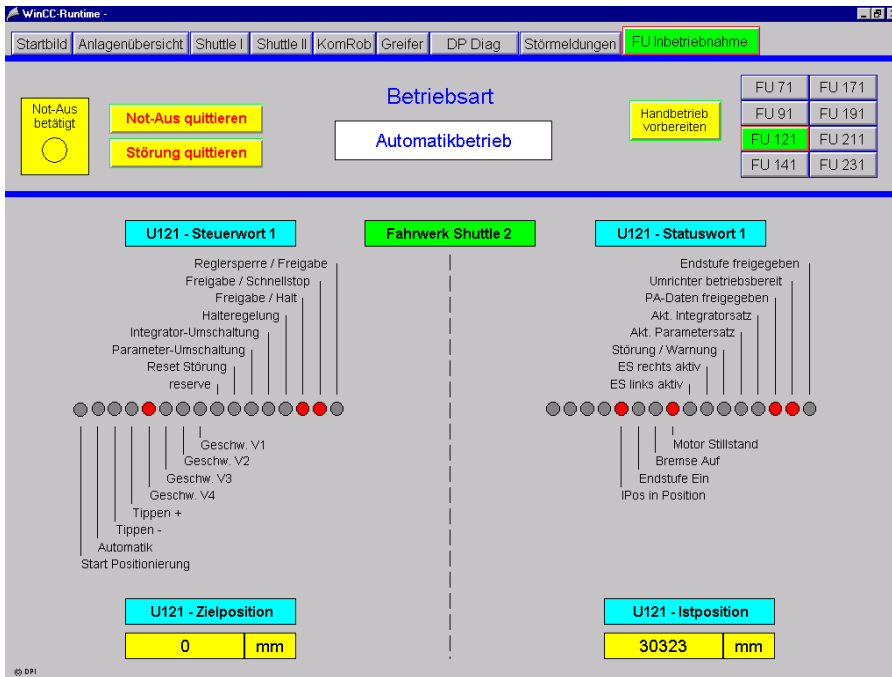 WinCC-Runtime -
Startbild Anlagenübersicht Shuttle I Shuttle II KomRob Greifer DP Diag Störmeldungen FU Inbetriebnahme
Not-Aus
betätigt
Not-Aus quittieren
Störung quittieren
Betriebsart
Automatikbetrieb
Handbetrieb
vorbereiten
FU 71 FU 171
FU 91 FU 191
FU 121 FU 211
FU 141 FU 231
U121 - Steuerwort 1
Fahrwerk Shuttle 2
U121 - Statuswort 1
Reglersperre / Freigabe
Freigabe / Schnellstop
Freigabe / Halt
Halteregelung
Integrator-Umschaltung
Parameter-Umschaltung
Reset Störung
reserve
Geschw. V1
Geschw. V2
Geschw. V3
Geschw. V4
Tippen +
Tippen -
Automatik
Start Positionierung
Endstufe freigegeben
Umrichter betriebsbereit
PA-Daten freigegeben
Akt. Integratorsatz
Akt. Parametersatz
Störung / Warnung
ES rechts aktiv
ES links aktiv
Motor Stillstand
Bremse Auf
Endstufe Ein
IPos in Position
U121 - Zielposition
0 mm
U121 - Istposition
30323 mm
© DPI